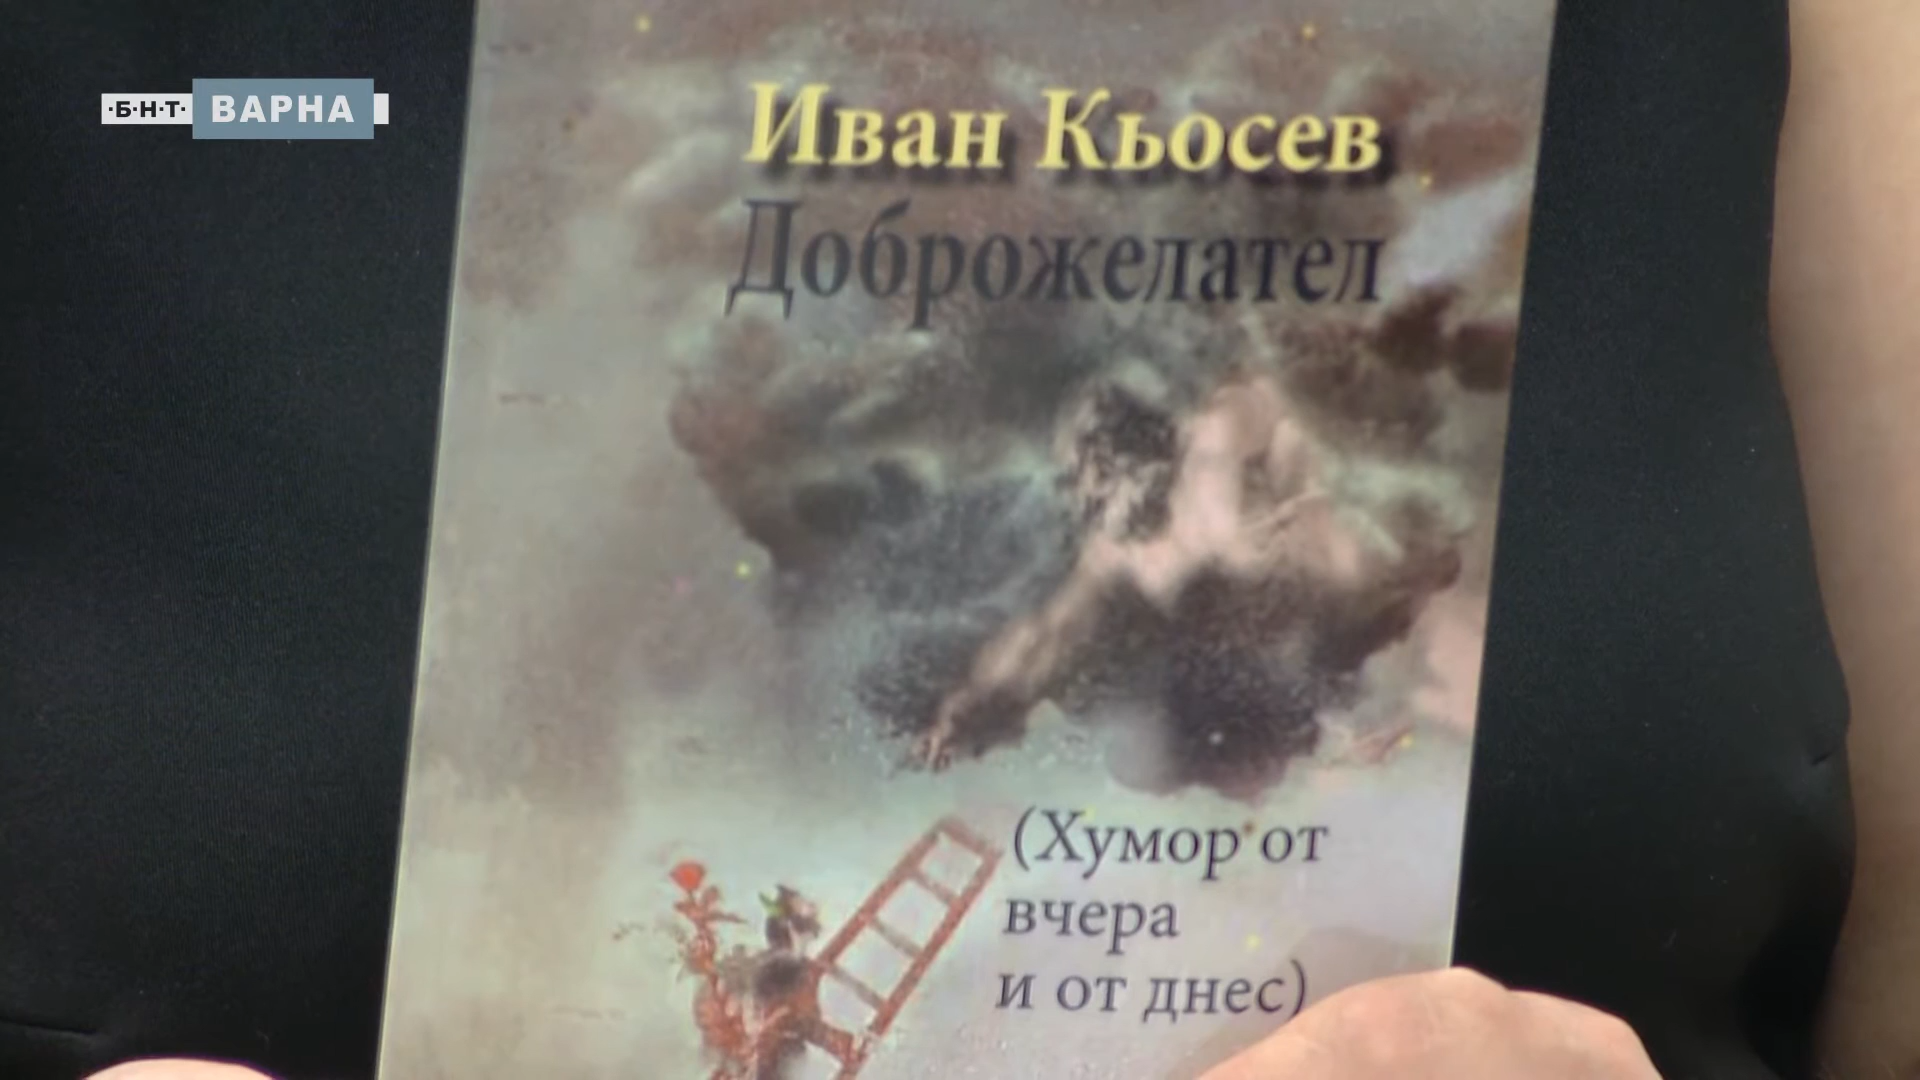 ·Б·Н·Т· ВАРНА
Иван Кьосев
Доброжелател
(Хумор от
вчера
и от днес)